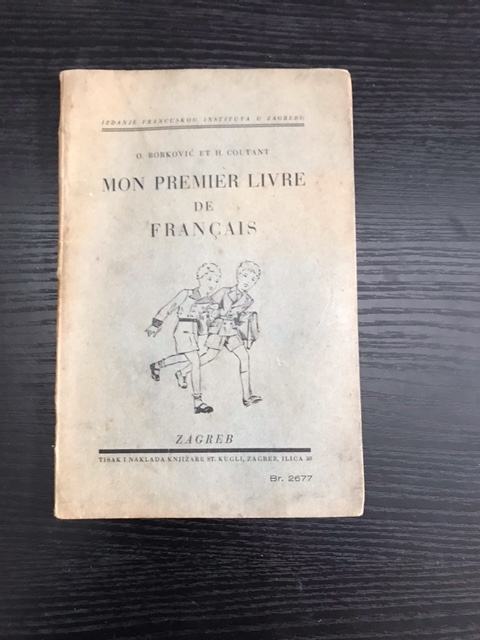 IZDANJE FRANCUSKOG INSTITUTA U ZAGREBU
O. BORKOVIĆ ET H. COUTANT
MON PREMIER LIVRE
DE
FRANÇAIS
ZAGREB
TISAK I NAKLADA KNJIŽARE ST. KUGLI, ZAGREB, ILICA 30
Br. 2677